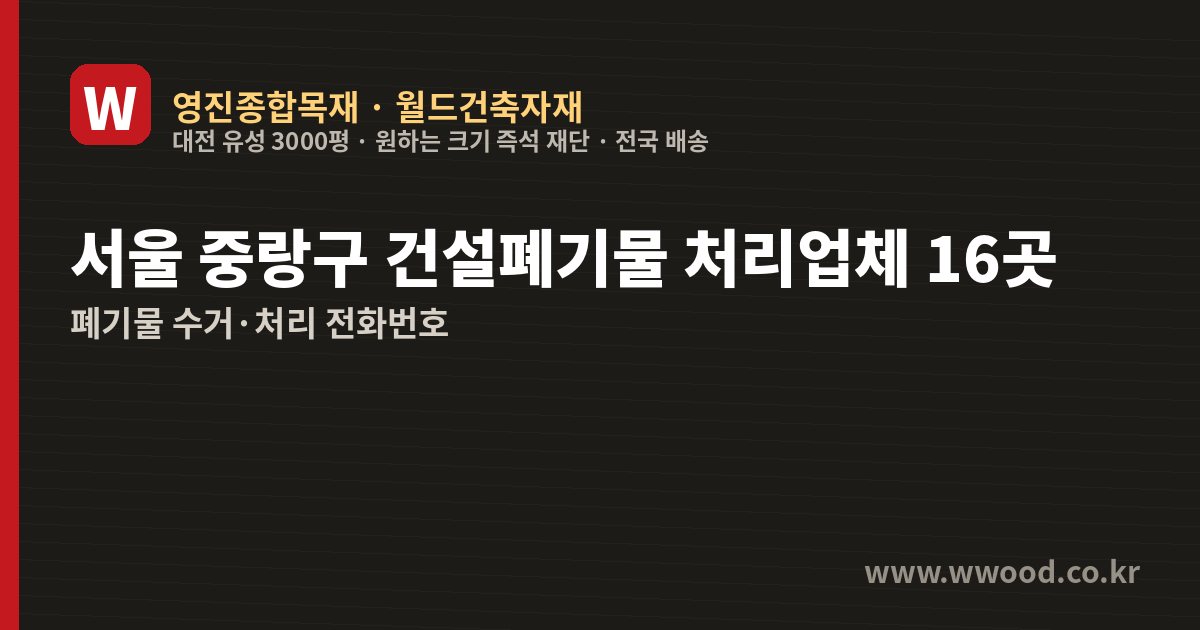 W
영진종합목재 · 월드건축자재
대전 유성 3000평 · 원하는 크기 즉석 재단 · 전국 배송
서울 중랑구 건설폐기물 처리업체 16곳
폐기물 수거·처리 전화번호
www.wwood.co.kr